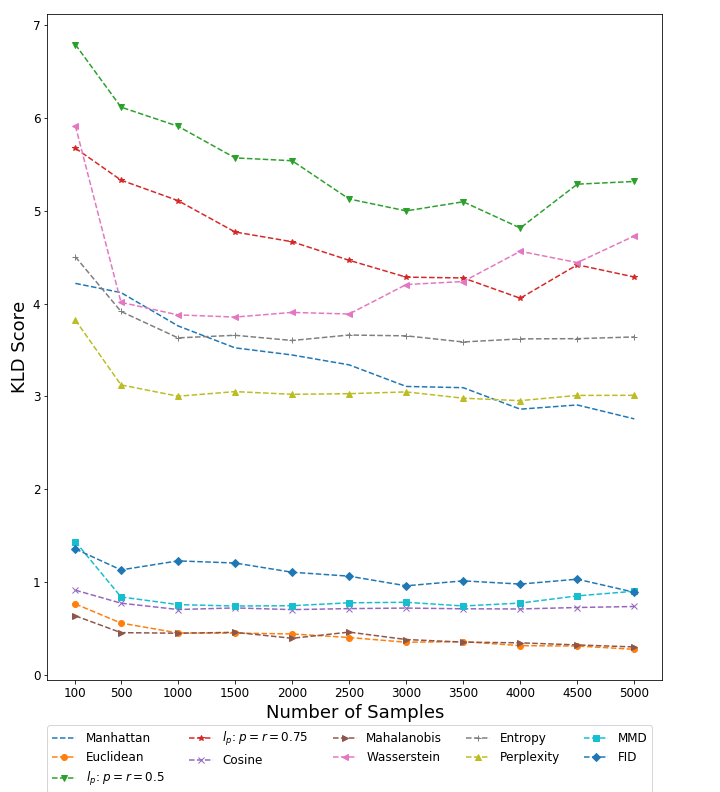 7
6
5
4
3
2
1
0
KLD Score
100 500 1000 1500 2000 2500 3000 3500 4000 4500 5000
Number of Samples
Manhattan
Euclidean
l_p: p = r = 0.5
l_p: p = r = 0.75
Cosine
Mahalanobis
Wasserstein
Entropy
Perplexity
MMD
FID